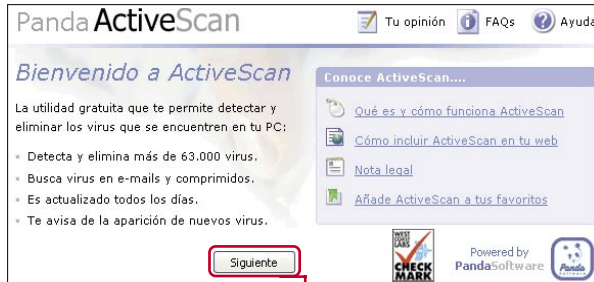 Panda ActiveScan
Tu opinión
FAQs
Ayuda
Bienvenido a ActiveScan
La utilidad gratuita que te permite detectar y
eliminar los virus que se encuentren en tu PC:
Detecta y elimina más de 63.000 virus.
Busca virus en e-mails y comprimidos.
Es actualizado todos los días.
Te avisa de la aparición de nuevos virus.
Siguiente
Conoce ActiveScan....
Qué es y cómo funciona ActiveScan
Cómo incluir ActiveScan en tu web
Nota legal
Añade ActiveScan a tus favoritos
WEST
COAST
LABS
CHECK
MARK
Powered by
PandaSoftware
Panda
Software